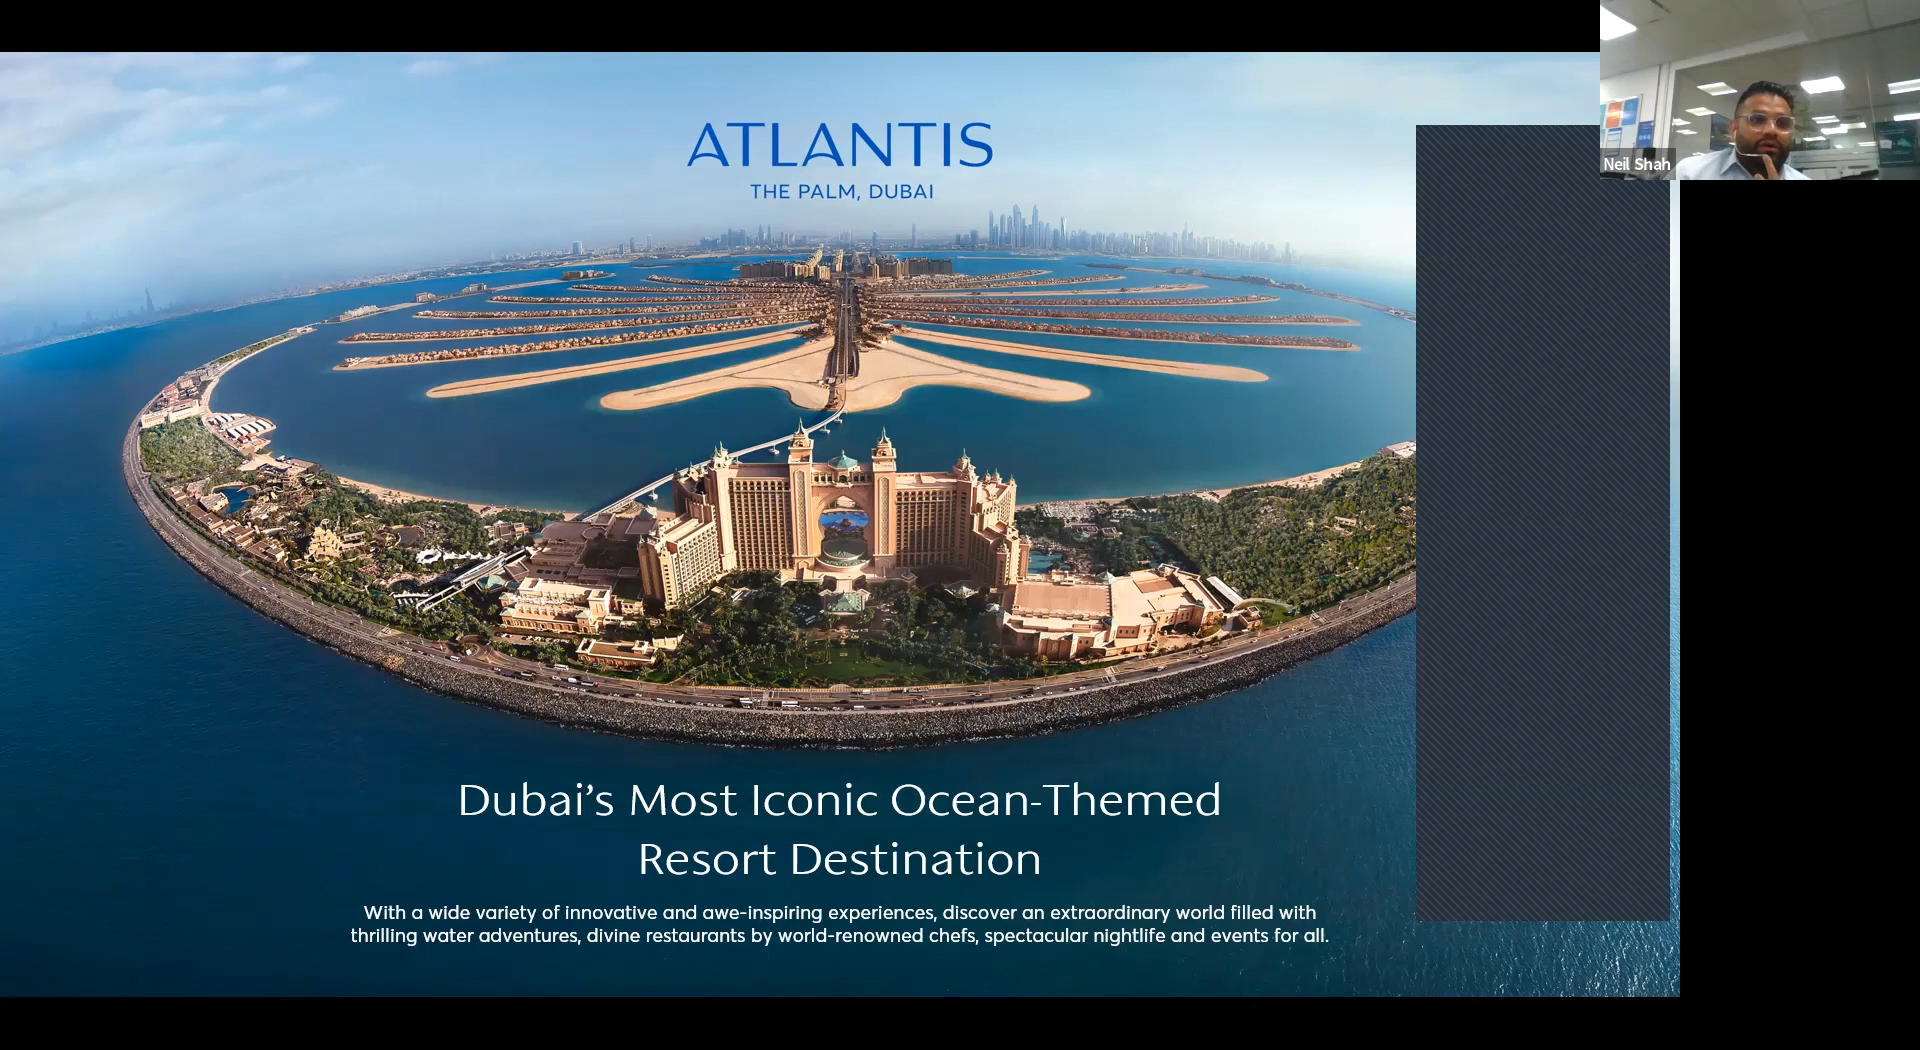 ATLANTIS
THE PALM, DUBAI
Neil Shah
Dubai’s Most Iconic Ocean-Themed
Resort Destination
With a wide variety of innovative and awe-inspiring experiences, discover an extraordinary world filled with
thrilling water adventures, divine restaurants by world-renowned chefs, spectacular nightlife and events for all.